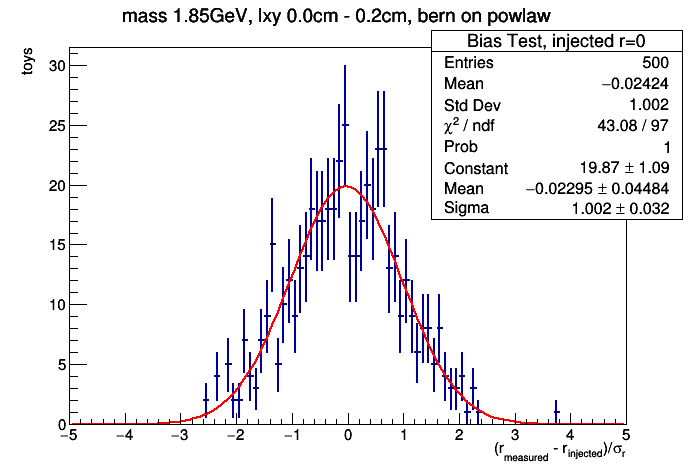 mass 1.85GeV, lxy 0.0cm - 0.2cm, bern on powlaw
toys
Bias Test, injected r=0
Entries 500
Mean −0.02424
Std Dev 1.002
χ² / ndf 43.08 / 97
Prob 1
Constant 19.87 ± 1.09
Mean −0.02295 ± 0.04484
Sigma 1.002 ± 0.032
30
25
20
15
10
5
0
−5 −4 −3 −2 −1 0 1 2 3 4 5
(r_measured - r_injected)/σ_r